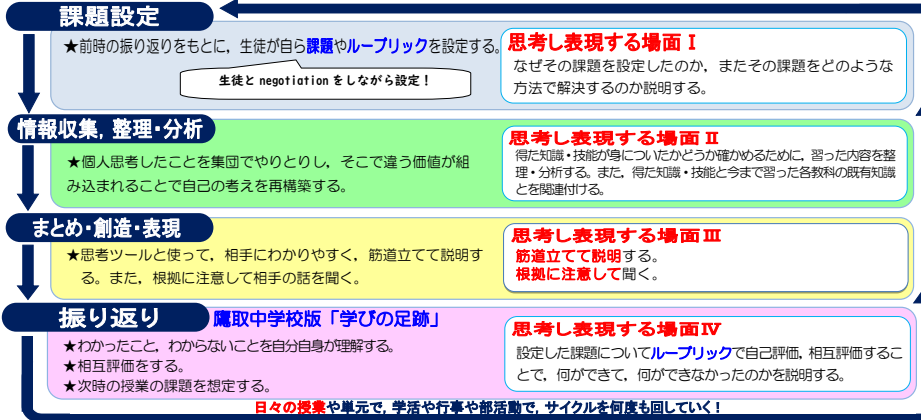 課題設定
★前時の振り返りをもとに，生徒が自ら課題やルーブリックを設定する。
生徒と negotiation をしながら設定！
思考し表現する場面Ⅰ
なぜその課題を設定したのか，またその課題をどのような
方法で解決するのか説明する。
情報収集，整理・分析
★個人思考したことを集団でやりとりし，そこで違う価値が組
み込まれることで自己の考えを再構築する。
思考し表現する場面Ⅱ
得た知識・技能が身についたかどうか確かめるために，習った内容を整
理・分析する。また，得た知識・技能と今まで習った各教科の既有知識
とを関連付ける。
まとめ・創造・表現
★思考ツールと使って，相手にわかりやすく，筋道立てて説明す
る。また，根拠に注意して相手の話を聞く。
思考し表現する場面Ⅲ
筋道立てて説明する。
根拠に注意して聞く。
振り返り
鷹取中学校版「学びの足跡」
★わかったこと，わからないことを自分自身が理解する。
★相互評価をする。
★次時の授業の課題を想定する。
思考し表現する場面Ⅳ
設定した課題についてルーブリックで自己評価，相互評価するこ
とで，何ができて，何ができなかったのかを説明する。
日々の授業や単元で，学活や行事や部活動で，サイクルを何度も回していく！